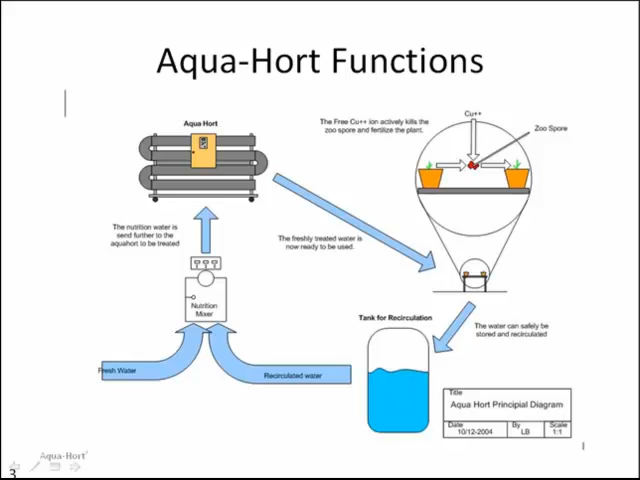 Aqua-Hort Functions
Aqua Hort
The Free Cu++ ion actively kills the
zoo spore and fertilize the plant.
Cu++
Zoo Spore
The nutrition water is
send further to the
aquahort to be treated
The freshly treated water is
now ready to be used.
Nutrition
Mixer
Tank for Recirculation
The water can safely be
stored and recirculated
Fresh Water
Recirculated water
Title
Aqua Hort Principial Diagram
Date
10/12-2004
By
LB
Scale
1:1
Aqua-Hort
3